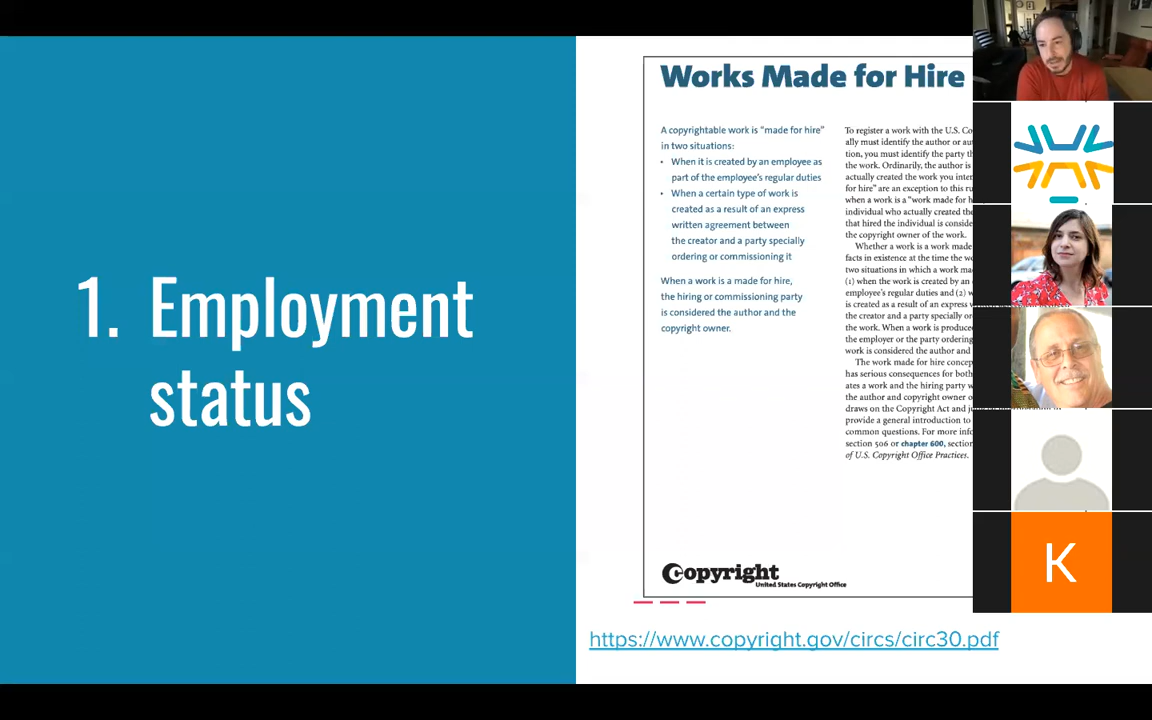 1. Employment
status
Works Made for Hire
A copyrightable work is “made for hire”
in two situations:
• When it is created by an employee as
part of the employee’s regular duties
• When a certain type of work is
created as a result of an express
written agreement between
the creator and a party specially
ordering or commissioning it
When a work is a made for hire,
the hiring or commissioning party
is considered the author and the
copyright owner.
To register a work with the U.S. Co
ally must identify the author or au
tion, you must identify the party th
the work. Ordinarily, the author is
actually created the work you inten
for hire” are an exception to this ru
when a work is a “work made for h
individual who actually created the
that hired the individual is conside
the copyright owner of the work.
Whether a work is a work made
facts in existence at the time the wo
two situations in which a work ma
(1) when the work is created by an e
employee’s regular duties and (2) w
is created as a result of an express w
the creator and a party specially or
the work. When a work is produce
the employer or the party ordering
work is considered the author and
The work made for hire concep
has serious consequences for both
ates a work and the hiring party w
the author and copyright owner o
draws on the Copyright Act and ju
provide a general introduction to
common questions. For more info
section 506 or chapter 600, section
of U.S. Copyright Office Practices.
Copyright
United States Copyright Office
https://www.copyright.gov/circs/circ30.pdf
K